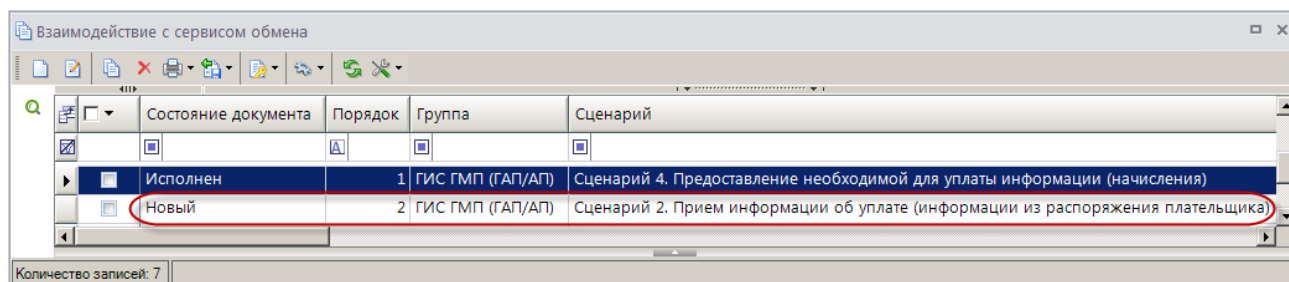 Взаимодействие с сервисом обмена
Состояние документа Порядок Группа Сценарий
A
Исполнен 1 ГИС ГМП (ГАП/АП) Сценарий 4. Предоставление необходимой для уплаты информации (начисления)
Новый 2 ГИС ГМП (ГАП/АП) Сценарий 2. Прием информации об уплате (информации из распоряжения плательщика)
Количество записей: 7